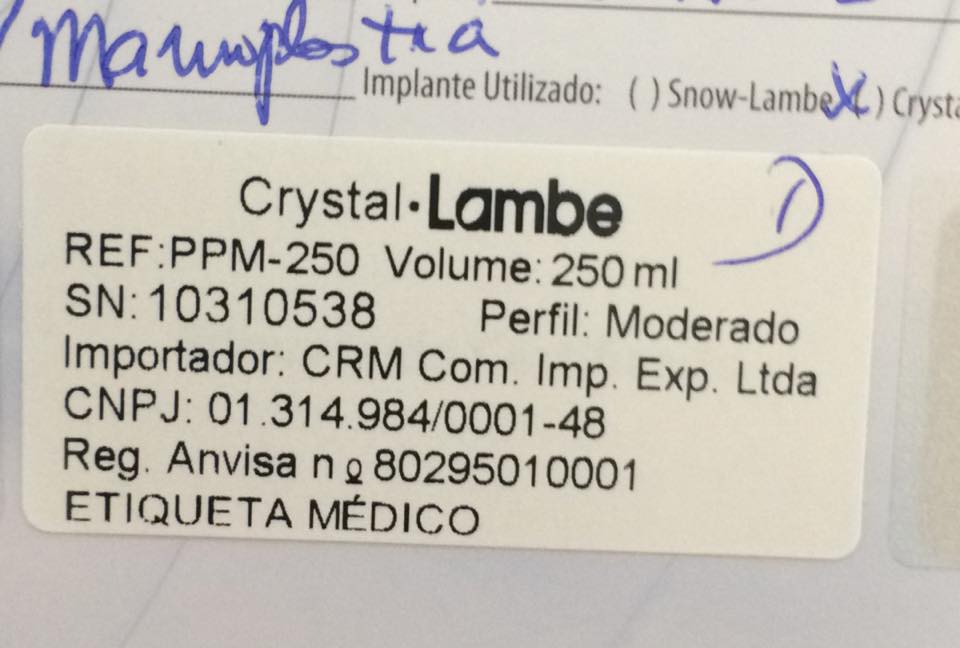 Mamoplastia
Implante Utilizado: ( ) Snow-Lambe (X) Crysta
Crystal·Lambe D
REF:PPM-250 Volume: 250 ml
SN: 10310538 Perfil: Moderado
Importador: CRM Com. Imp. Exp. Ltda
CNPJ: 01.314.984/0001-48
Reg. Anvisa nº 80295010001
ETIQUETA MÉDICO